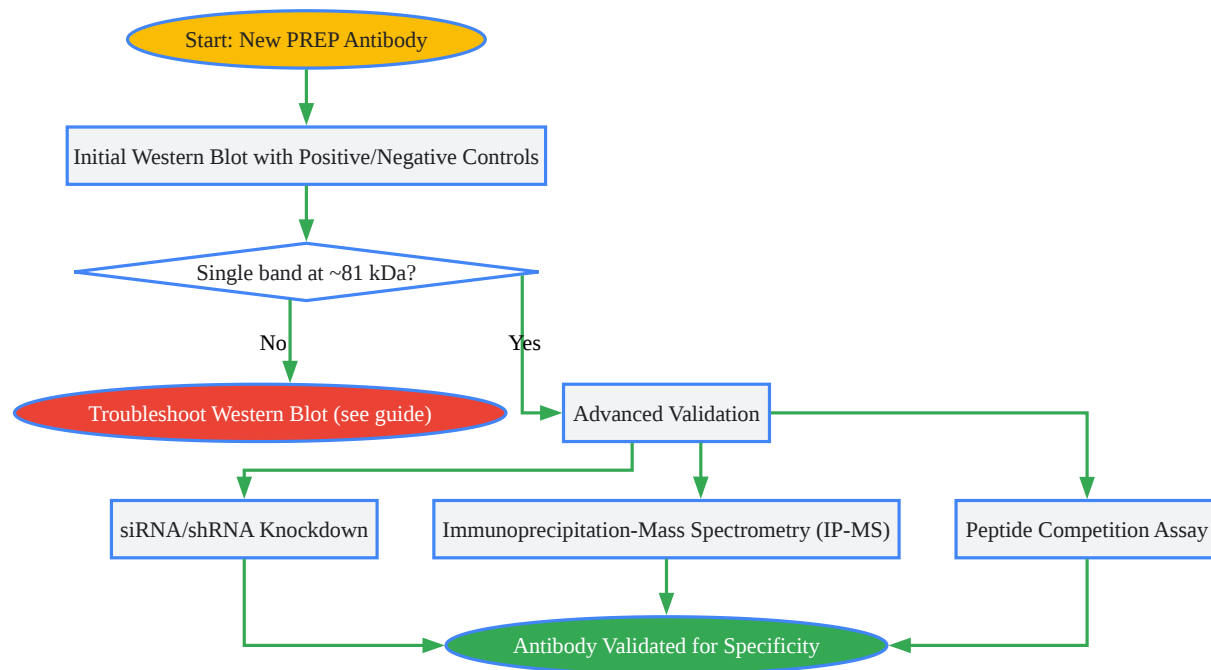 Start: New PREP Antibody
Initial Western Blot with Positive/Negative Controls
Single band at ~81 kDa?
No
Yes
Troubleshoot Western Blot (see guide)
Advanced Validation
siRNA/shRNA Knockdown
Immunoprecipitation-Mass Spectrometry (IP-MS)
Peptide Competition Assay
Antibody Validated for Specificity